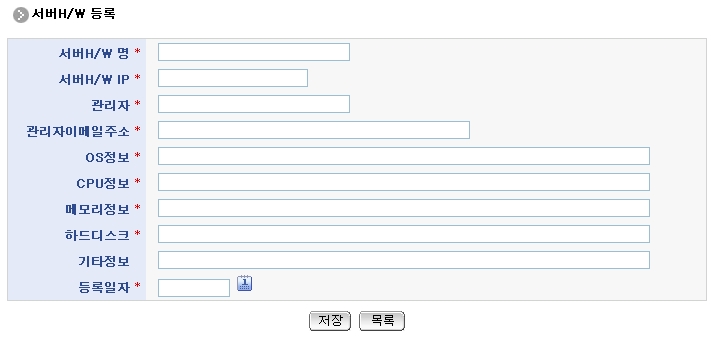 서버H/W 등록
서버H/W 명 *
서버H/W IP *
관리자 *
관리자이메일주소 *
OS정보 *
CPU정보 *
메모리정보 *
하드디스크 *
기타정보
등록일자 *
1
저장 목록